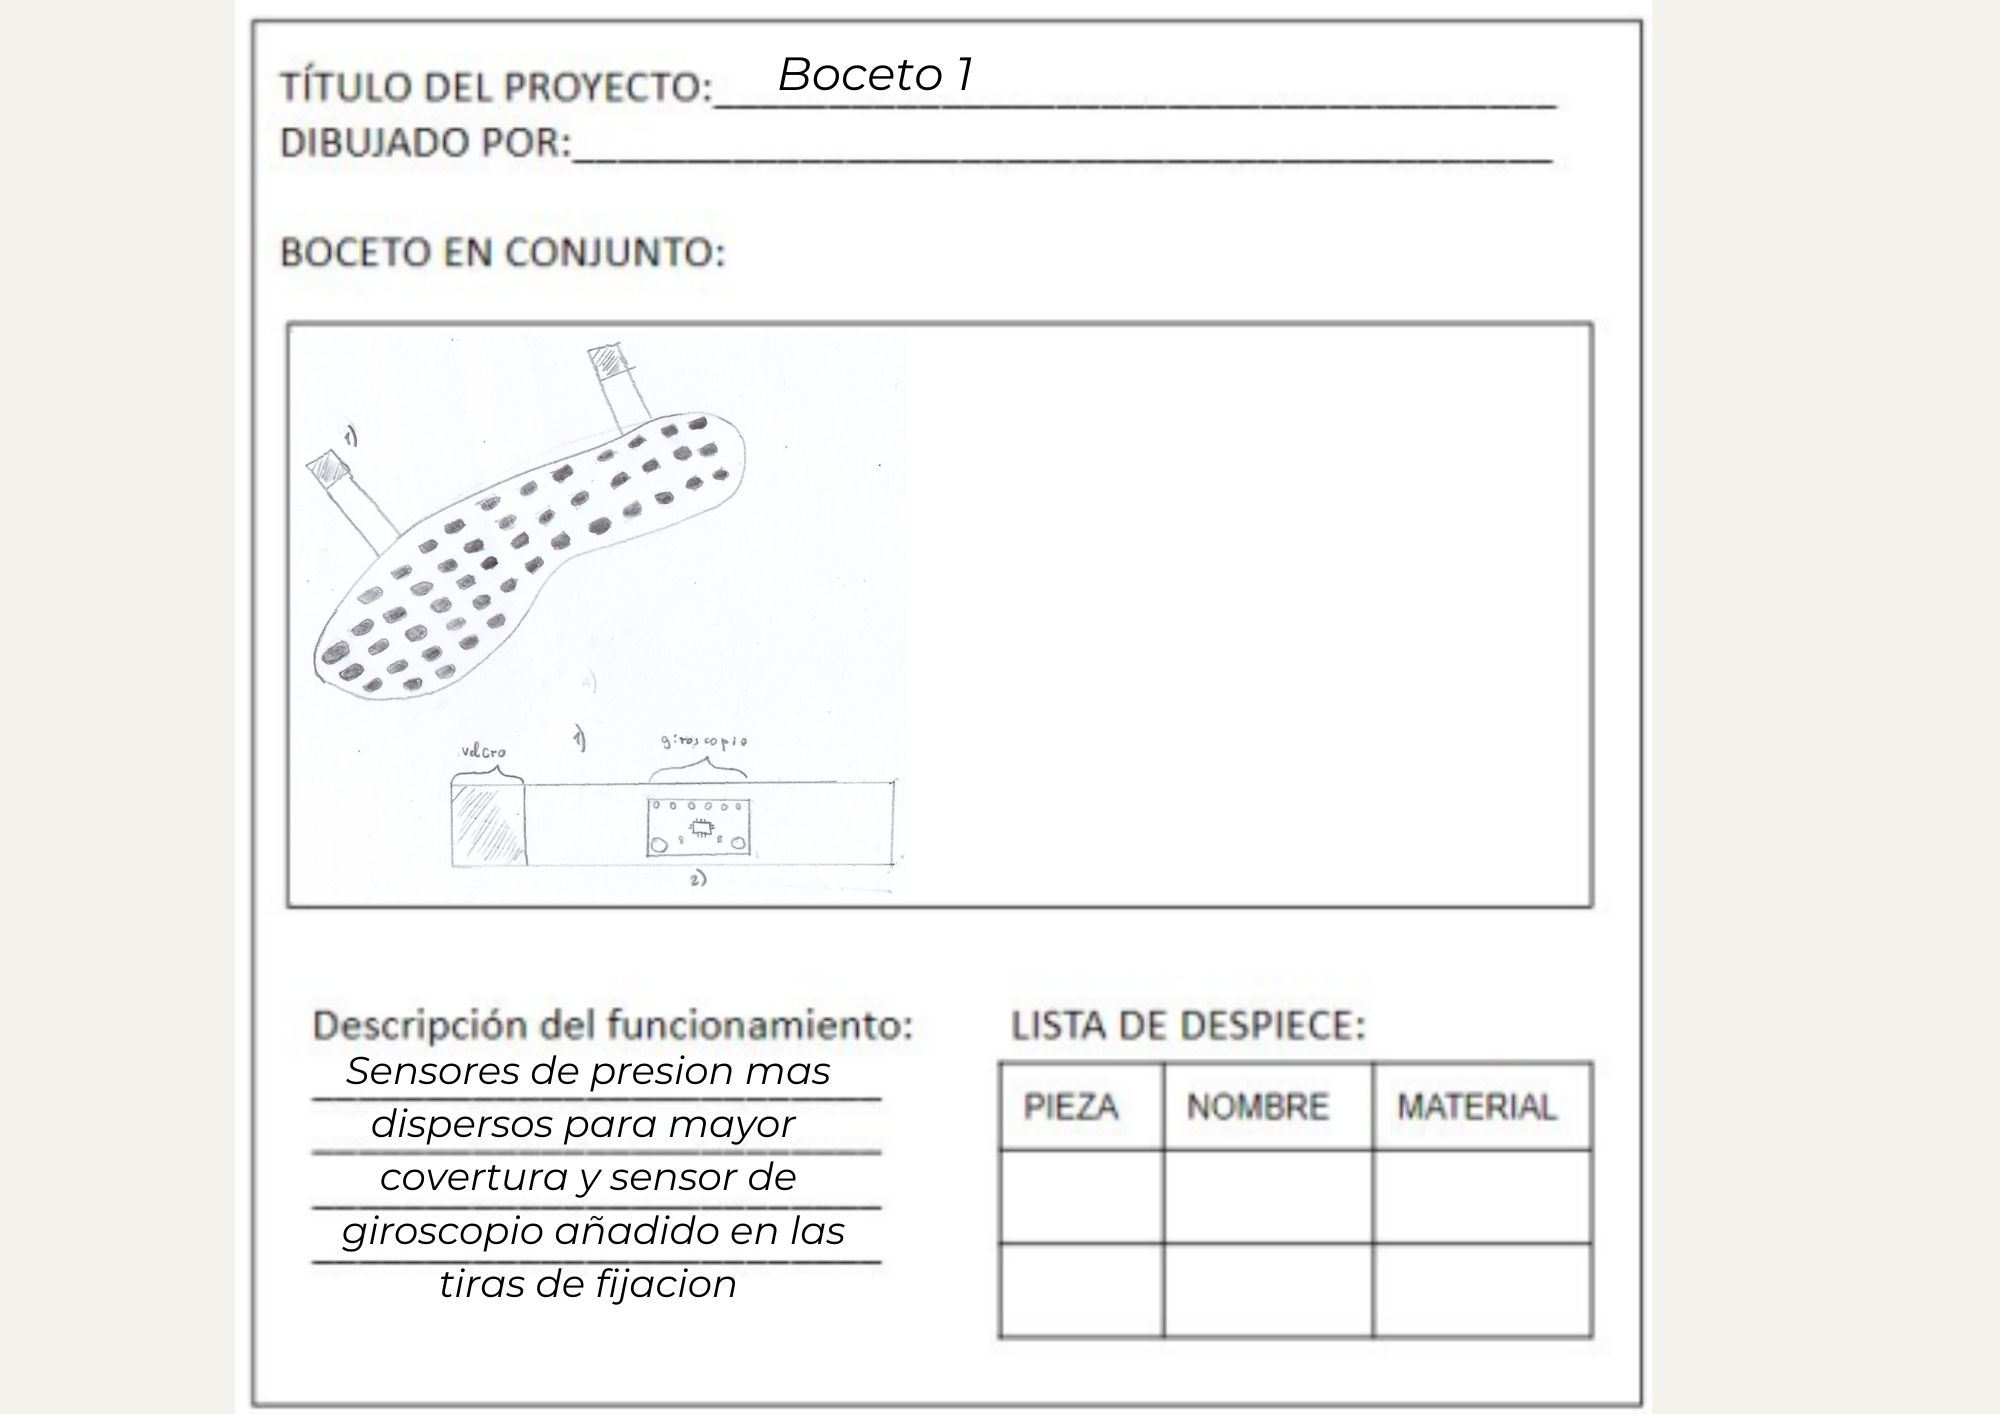 TÍTULO DEL PROYECTO: Boceto 1
DIBUJADO POR:
BOCETO EN CONJUNTO:
1)
1)
velcro
giroscopio
2)
Descripción del funcionamiento:
Sensores de presion mas
dispersos para mayor
covertura y sensor de
giroscopio añadido en las
tiras de fijacion
LISTA DE DESPIECE:
PIEZA NOMBRE MATERIAL